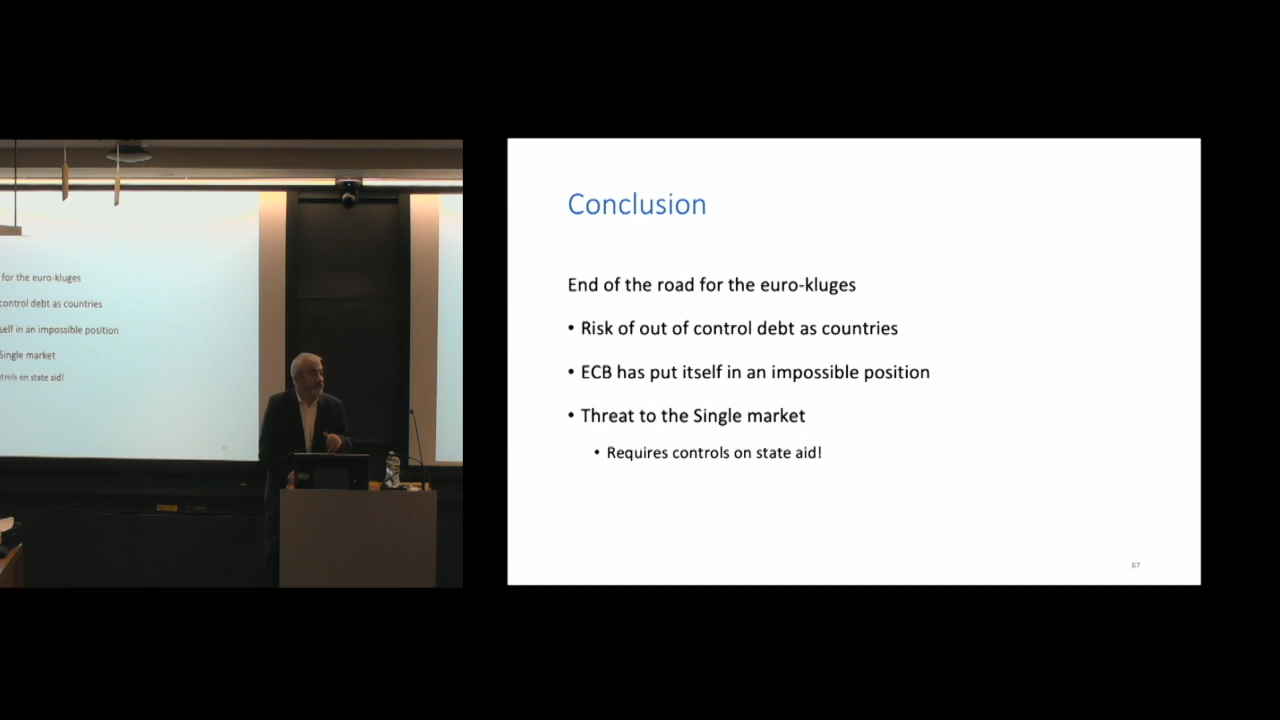 for the euro-kluges
control debt as countries
self in an impossible position
Single market
trols on state aid!
Conclusion
End of the road for the euro-kluges
• Risk of out of control debt as countries
• ECB has put itself in an impossible position
• Threat to the Single market
• Requires controls on state aid!
67